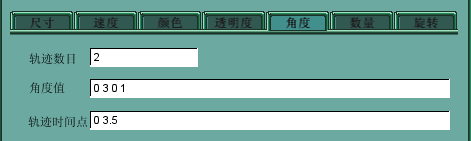 尺寸 速度 颜色 透明度 角度 数量 旋转
轨迹数目 2
角度值 0 3 0 1
轨迹时间点 0 3.5